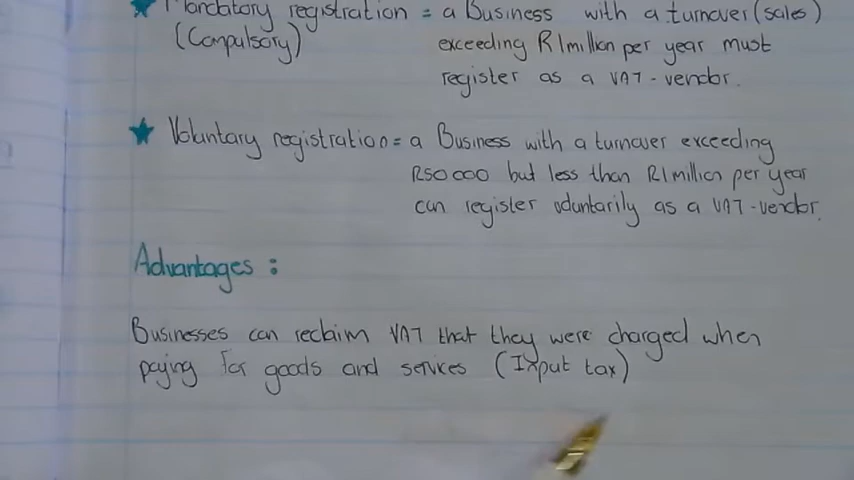 ★ Mandatory registration = a Business with a turnover (sales)
(Compulsory) exceeding R1million per year must
register as a VAT-vendor.
★ Voluntary registration = a Business with a turnover exceeding
R50 000 but less than R1million per year
can register voluntarily as a VAT-vendor.
Advantages :
Businesses can reclaim VAT that they were charged when
paying for goods and services (Input tax)